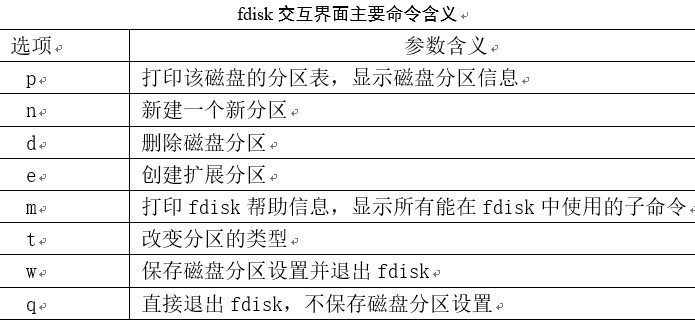 fdisk 交互界面主要命令含义
选项 参数含义
p 打印该磁盘的分区表，显示磁盘分区信息
n 新建一个新分区
d 删除磁盘分区
e 创建扩展分区
m 打印 fdisk 帮助信息，显示所有能在 fdisk 中使用的子命令
t 改变分区的类型
w 保存磁盘分区设置并退出 fdisk
q 直接退出 fdisk，不保存磁盘分区设置